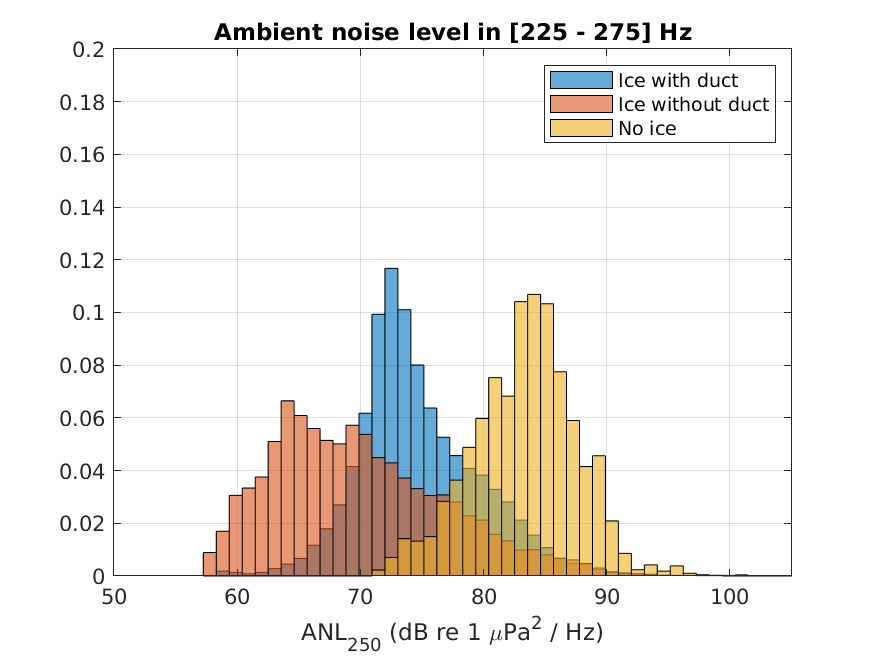 Ambient noise level in [225 - 275] Hz
0.2
0.18
0.16
0.14
0.12
0.1
0.08
0.06
0.04
0.02
0
Ice with duct
Ice without duct
No ice
50 60 70 80 90 100
ANL250 (dB re 1 μPa2 / Hz)